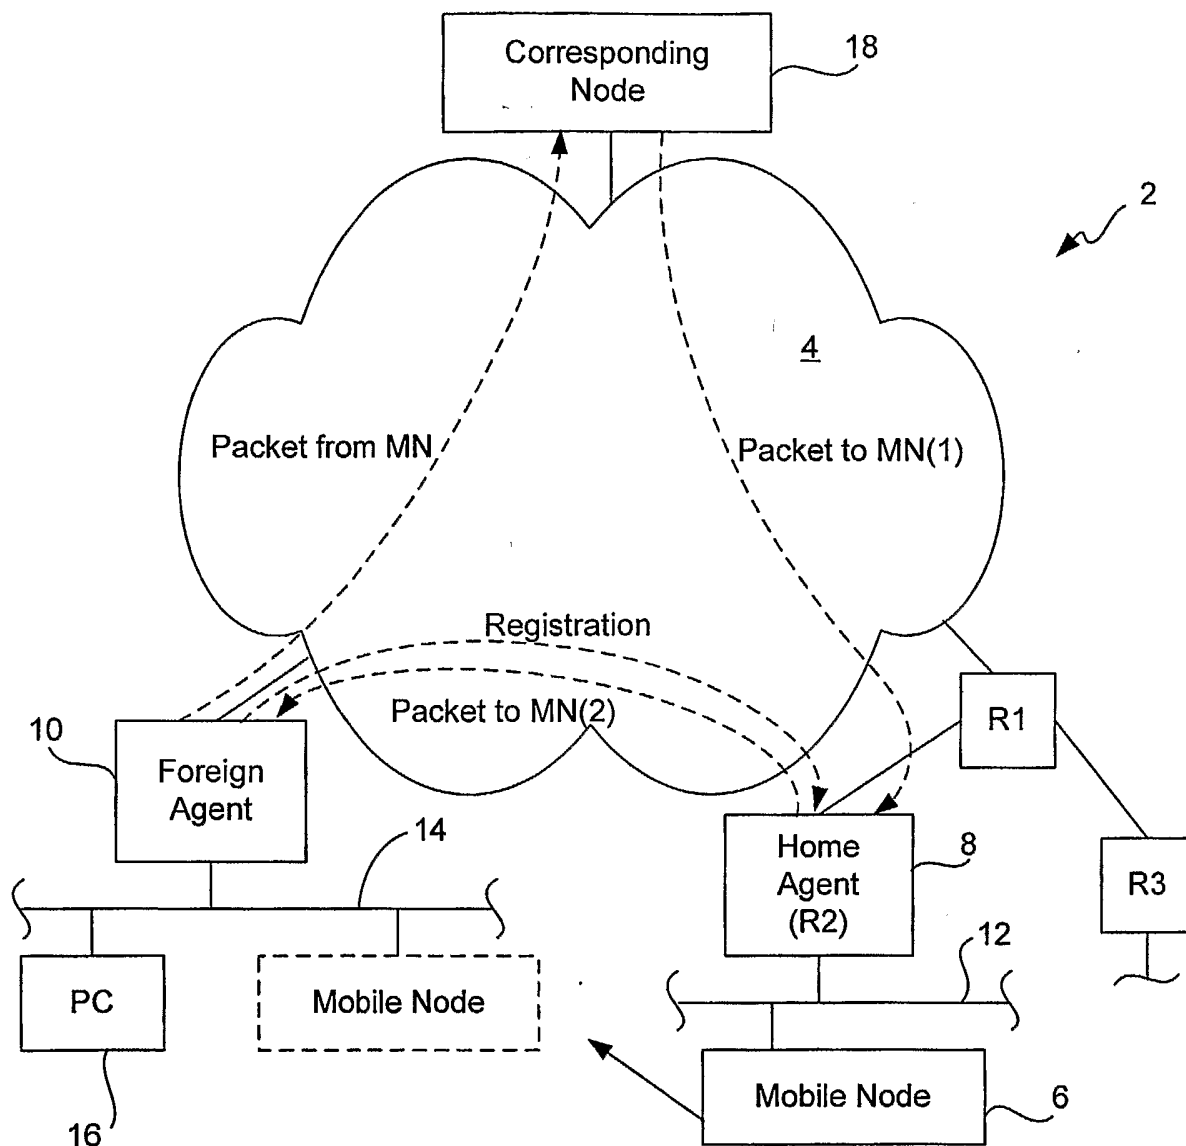 Corresponding
Node
18
2
4
Packet from MN
Packet to MN(1)
Registration
Packet to MN(2)
R1
10
Foreign
Agent
14
Home
Agent
(R2)
8
R3
12
PC
Mobile Node
Mobile Node
6
16